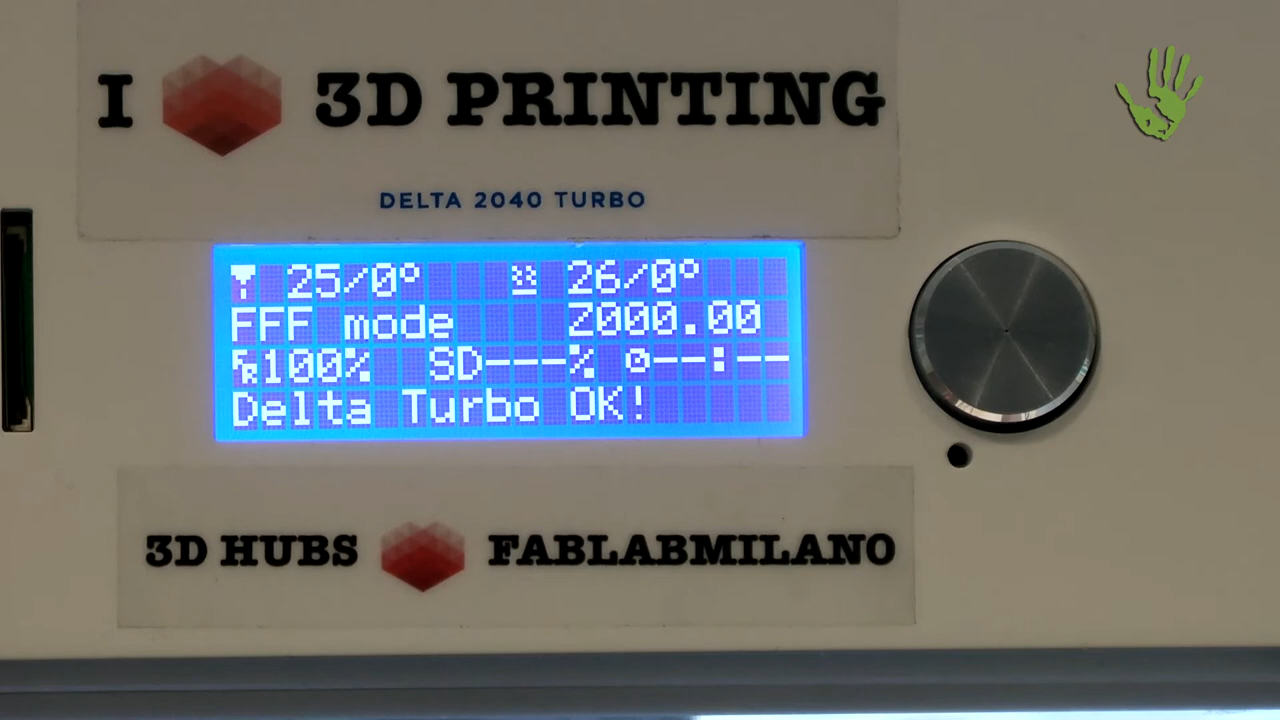 I 3D PRINTING
DELTA 2040 TURBO
25/0° 26/0°
FFF mode Z000.00
100% SD---% --:--
Delta Turbo OK!
3D HUBS FABLABMILANO